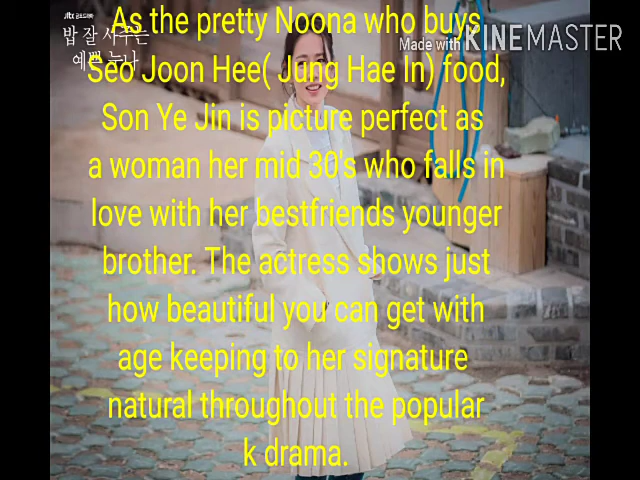 As the pretty Noona who buys
Seo Joon Hee( Jung Hae In) food,
Son Ye Jin is picture perfect as
a woman her mid 30's who falls in
love with her bestfriends younger
brother. The actress shows just
how beautiful you can get with
age keeping to her signature
natural throughout the popular
k drama.
Made with KINEMASTER
밥 잘 사주는
예쁜 누나